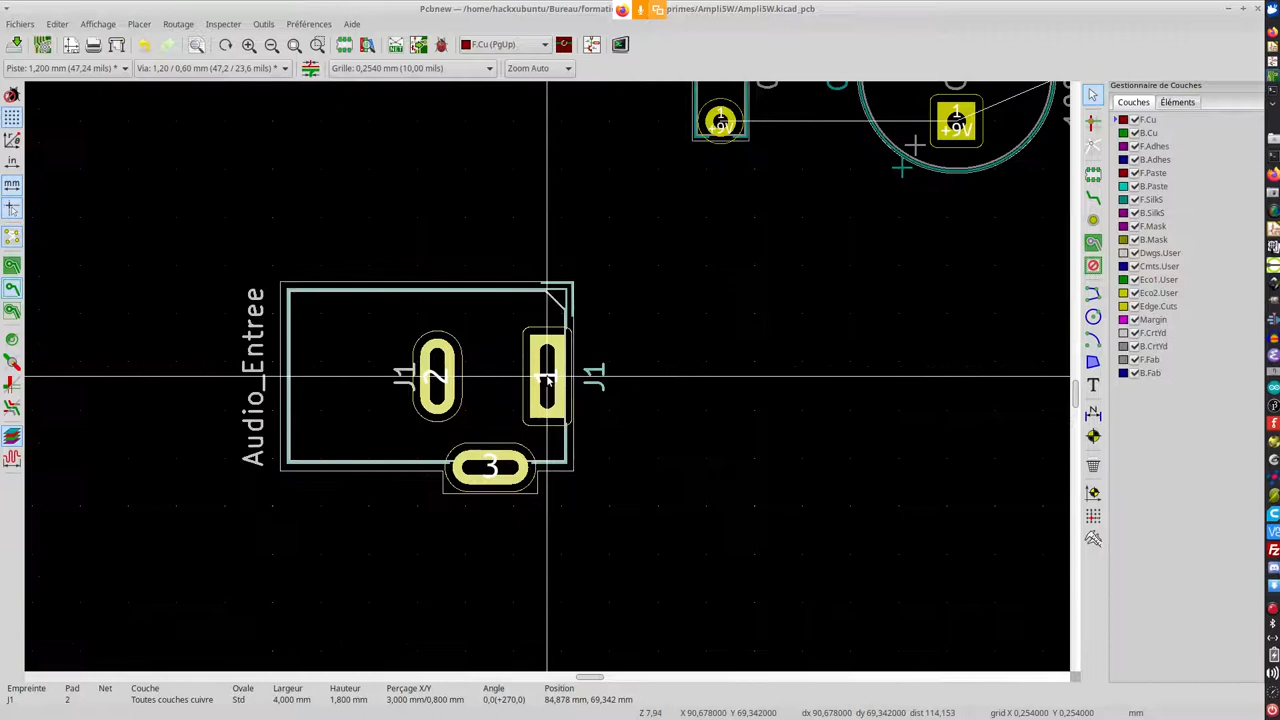 Pcbnew — /home/hackxubuntu/Bureau/formati
primes/Ampli5W/Ampli5W.kicad_pcb
Fichiers Editer Affichage Placer Routage Inspecter Outils Préférences Aide
F.Cu (PgUp)
Piste: 1,200 mm (47,24 mils) * Via: 1,20 / 0,60 mm (47,2 / 23,6 mils) * Grille: 0,2540 mm (10,00 mils) Zoom Auto
Gestionnaire de Couches
Couches Éléments
F.Cu
B.Cu
F.Adhes
B.Adhes
F.Paste
B.Paste
F.SilkS
B.SilkS
F.Mask
B.Mask
Dwgs.User
Cmts.User
Eco1.User
Eco2.User
Edge.Cuts
Margin
F.CrtYd
B.CrtYd
F.Fab
B.Fab
in
mm
1
+9V
1
+9V
Audio_Entree
J1
2
1
J1
3
Empreinte Pad Net Couche Ovale Largeur Hauteur Perçage X/Y Angle Position
J1 2 Toutes couches cuivre Std 4,000 mm 1,800 mm 3,000 mm/0,800 mm 0,0(+270,0) 84,878 mm, 69,342 mm
Z 7,94 X 90,678000 Y 69,342000 dx 90,678000 dy 69,342000 dist 114,153 grid X 0,254000 Y 0,254000 mm